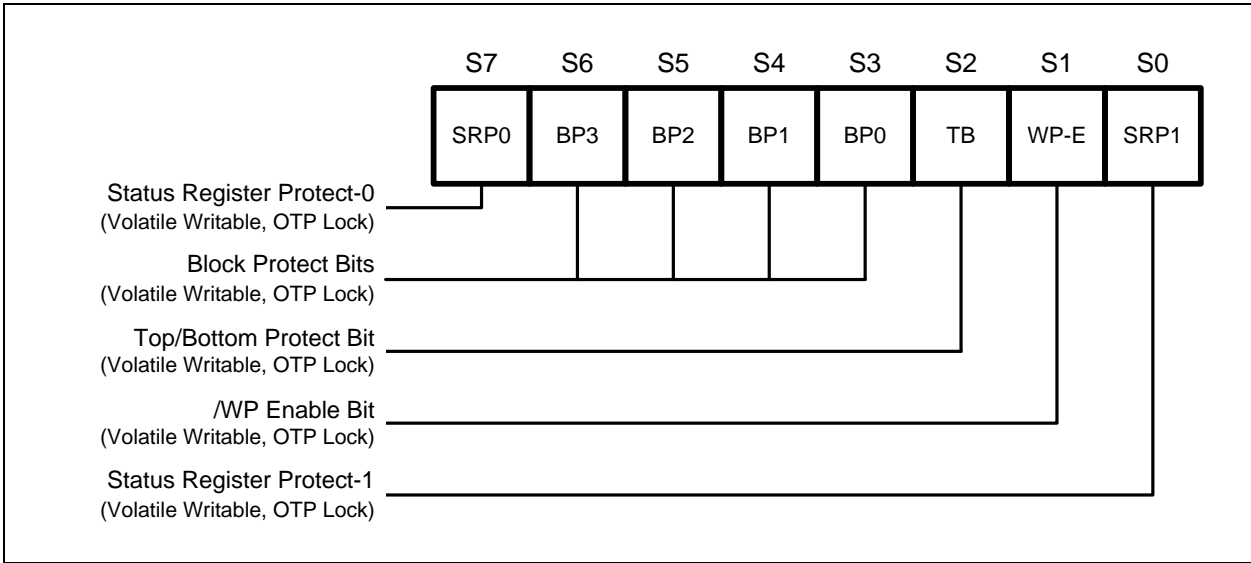 S7 S6 S5 S4 S3 S2 S1 S0
SRP0 BP3 BP2 BP1 BP0 TB WP-E SRP1
Status Register Protect-0
(Volatile Writable, OTP Lock)
Block Protect Bits
(Volatile Writable, OTP Lock)
Top/Bottom Protect Bit
(Volatile Writable, OTP Lock)
/WP Enable Bit
(Volatile Writable, OTP Lock)
Status Register Protect-1
(Volatile Writable, OTP Lock)